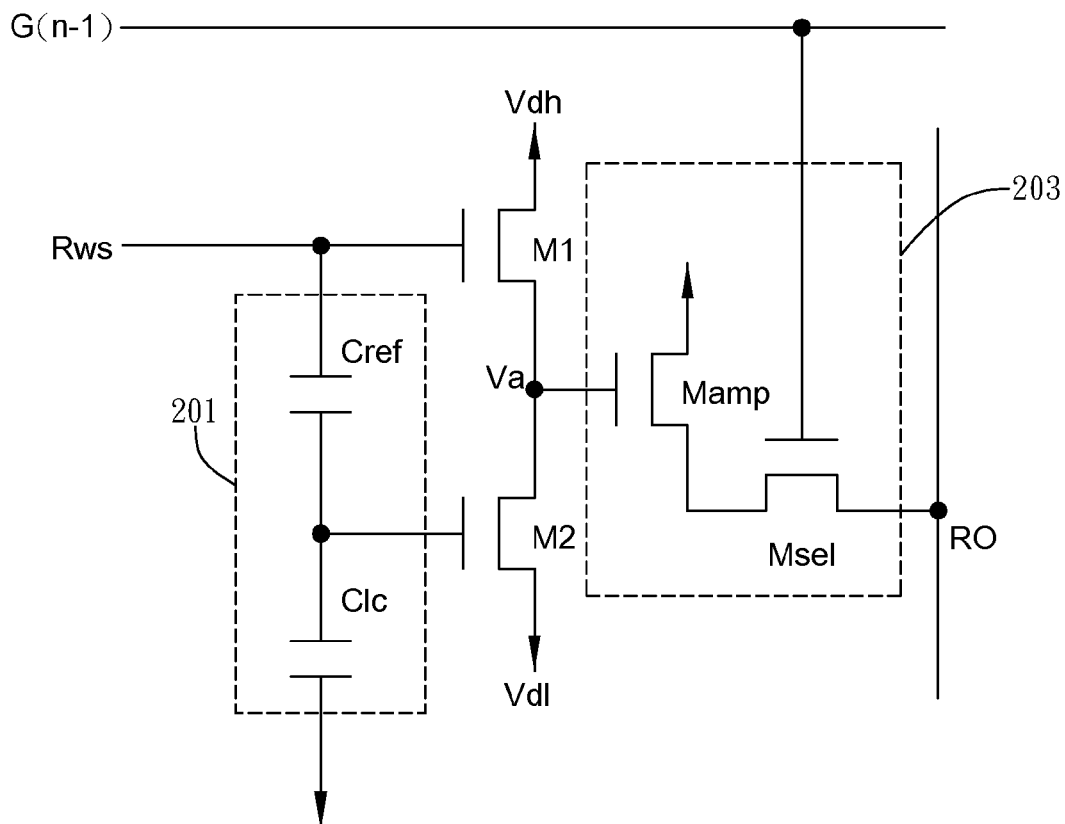 G(n-1)
Vdh
203
Rws
M1
Cref
Va
Mamp
201
M2
RO
Msel
Clc
Vdl